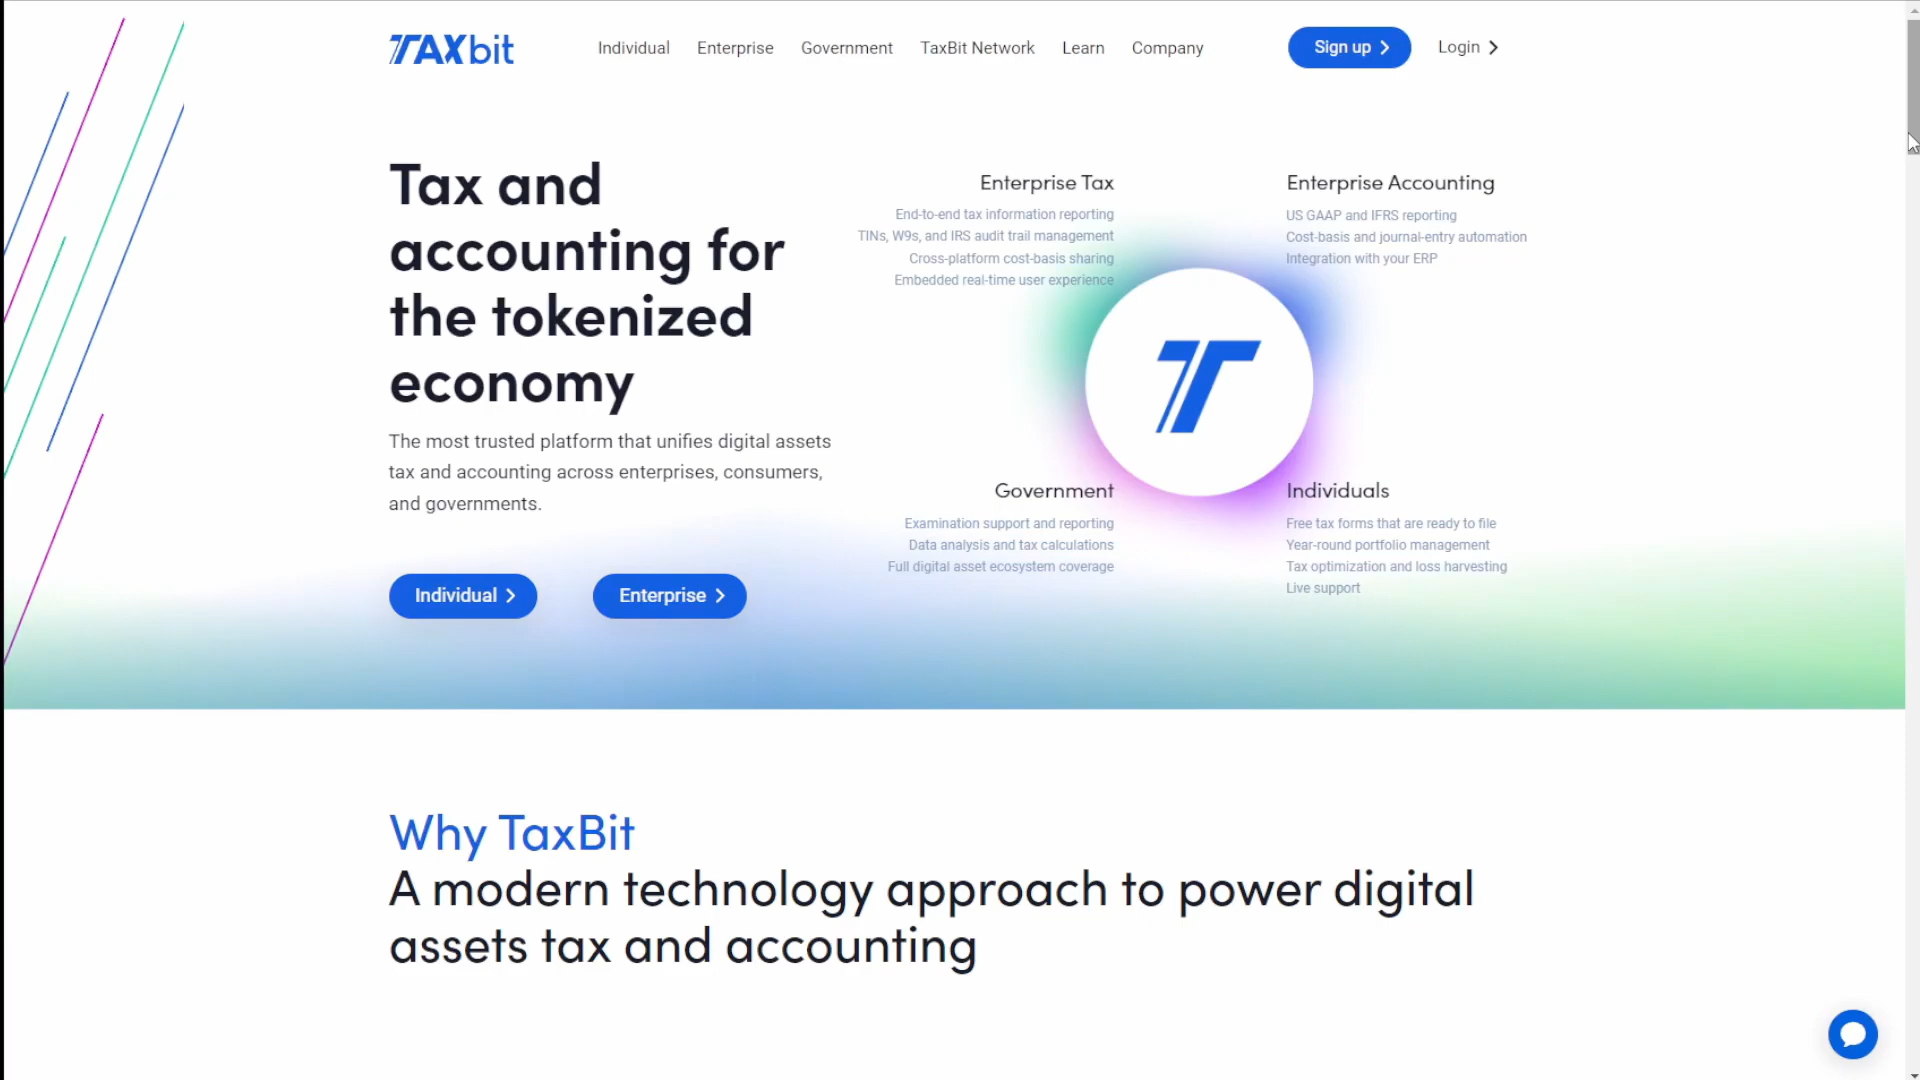 TAXbit
Individual
Enterprise
Government
TaxBit Network
Learn
Company
Sign up
Login
Tax and
accounting for
the tokenized
economy
The most trusted platform that unifies digital assets
tax and accounting across enterprises, consumers,
and governments.
Individual
Enterprise
Enterprise Tax
End-to-end tax information reporting
TINs, W9s, and IRS audit trail management
Cross-platform cost-basis sharing
Embedded real-time user experience
Enterprise Accounting
US GAAP and IFRS reporting
Cost-basis and journal-entry automation
Integration with your ERP
Government
Examination support and reporting
Data analysis and tax calculations
Full digital asset ecosystem coverage
Individuals
Free tax forms that are ready to file
Year-round portfolio management
Tax optimization and loss harvesting
Live support
Why TaxBit
A modern technology approach to power digital
assets tax and accounting